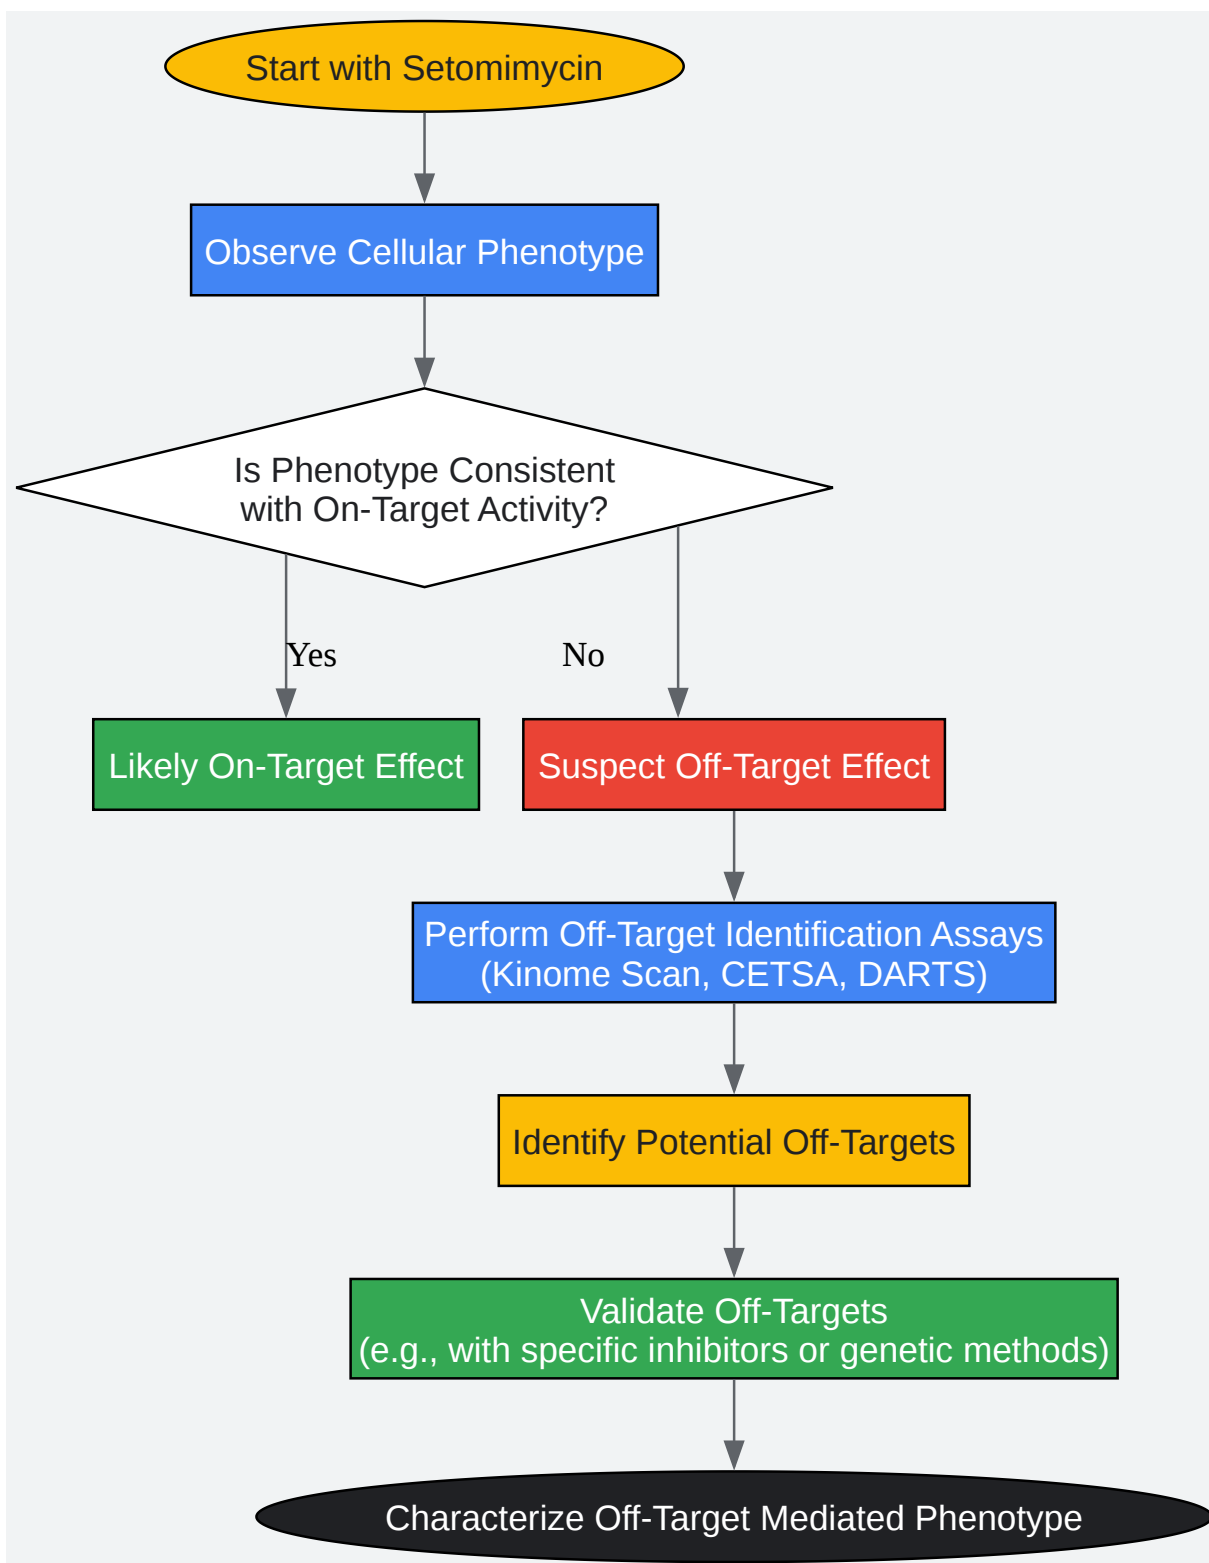 Start with Setomimycin
Observe Cellular Phenotype
Is Phenotype Consistent
with On-Target Activity?
Yes
No
Likely On-Target Effect
Suspect Off-Target Effect
Perform Off-Target Identification Assays
(Kinome Scan, CETSA, DARTS)
Identify Potential Off-Targets
Validate Off-Targets
(e.g., with specific inhibitors or genetic methods)
Characterize Off-Target Mediated Phenotype